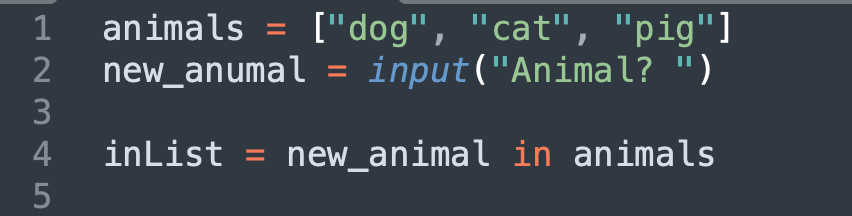 1 animals = ["dog", "cat", "pig"]
2 new_anumal = input("Animal? ")
3
4 inList = new_animal in animals
5